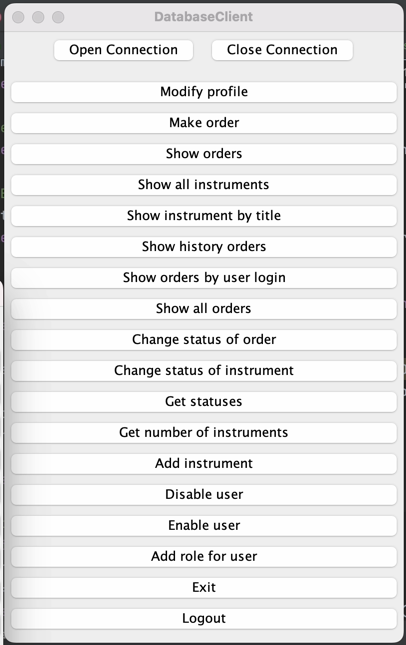 DatabaseClient
Open Connection Close Connection
Modify profile
Make order
Show orders
Show all instruments
Show instrument by title
Show history orders
Show orders by user login
Show all orders
Change status of order
Change status of instrument
Get statuses
Get number of instruments
Add instrument
Disable user
Enable user
Add role for user
Exit
Logout